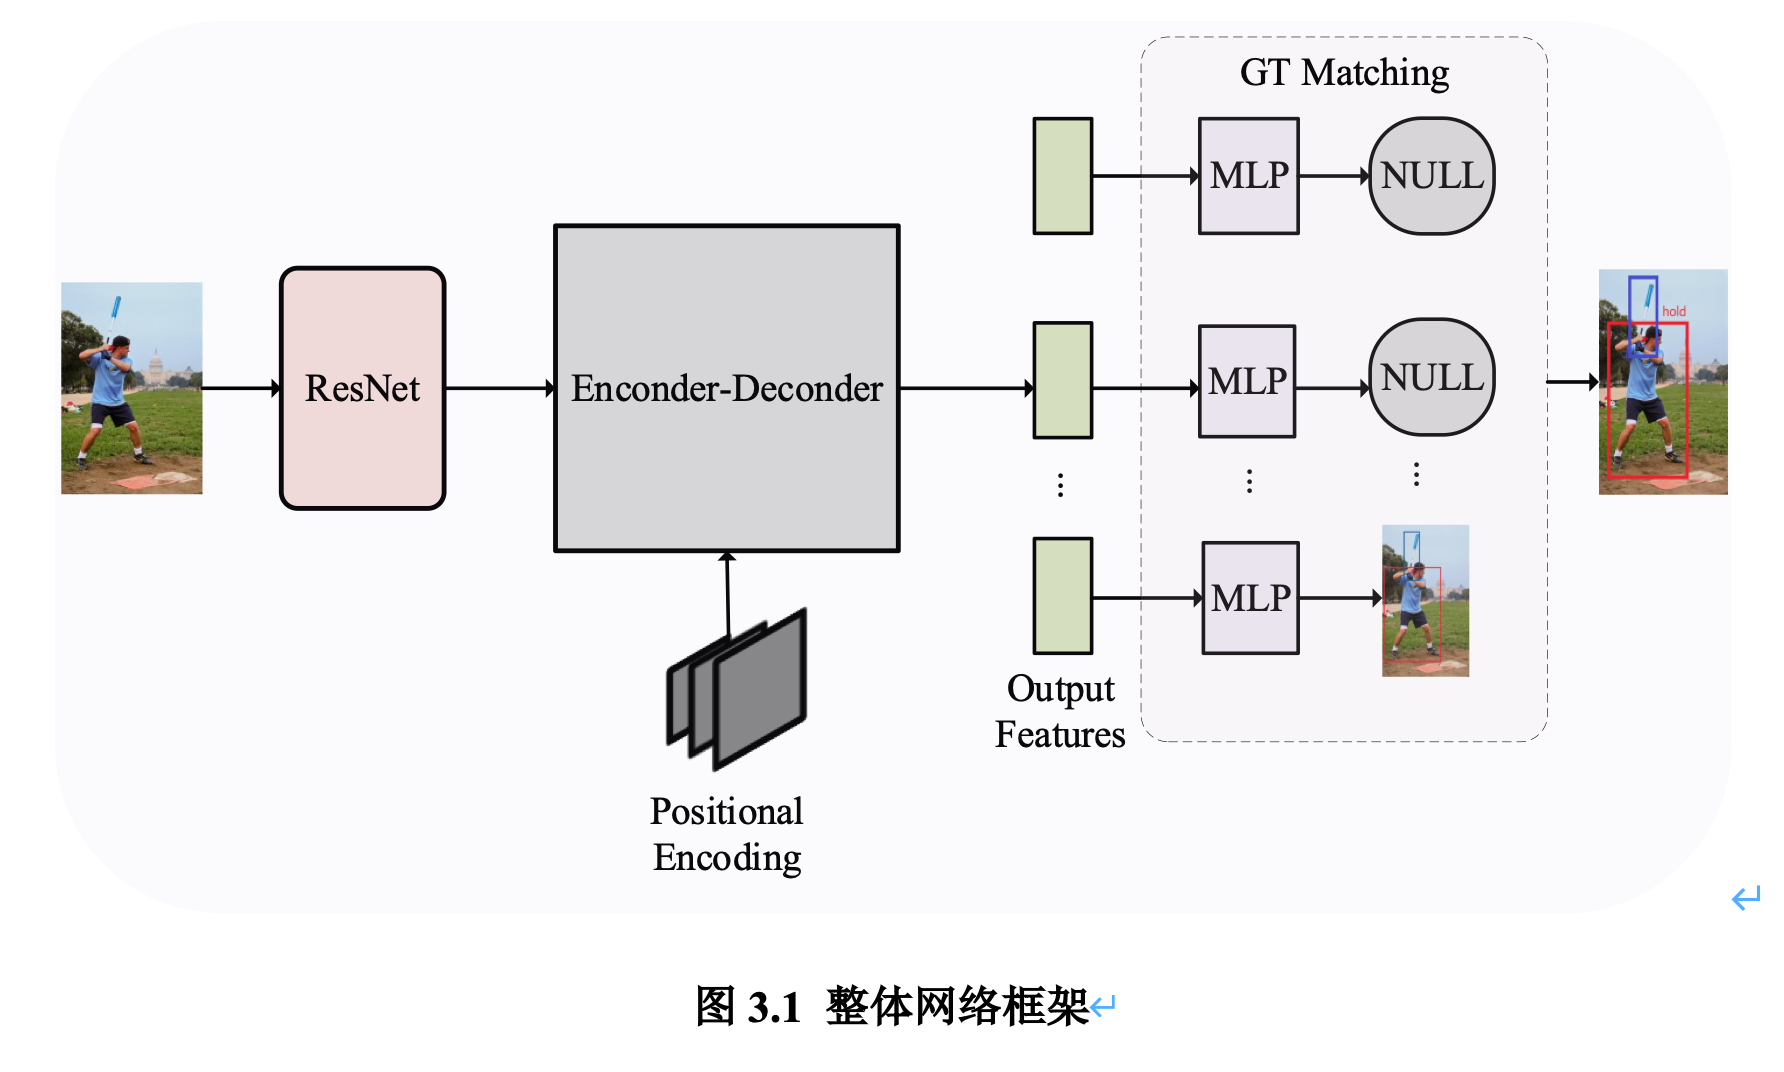 GT Matching
MLP
NULL
ResNet
Enconder-Deconder
MLP
NULL
hold
⋮
⋮
⋮
MLP
Output
Features
Positional
Encoding
↵
图 3.1 整体网络框架↵